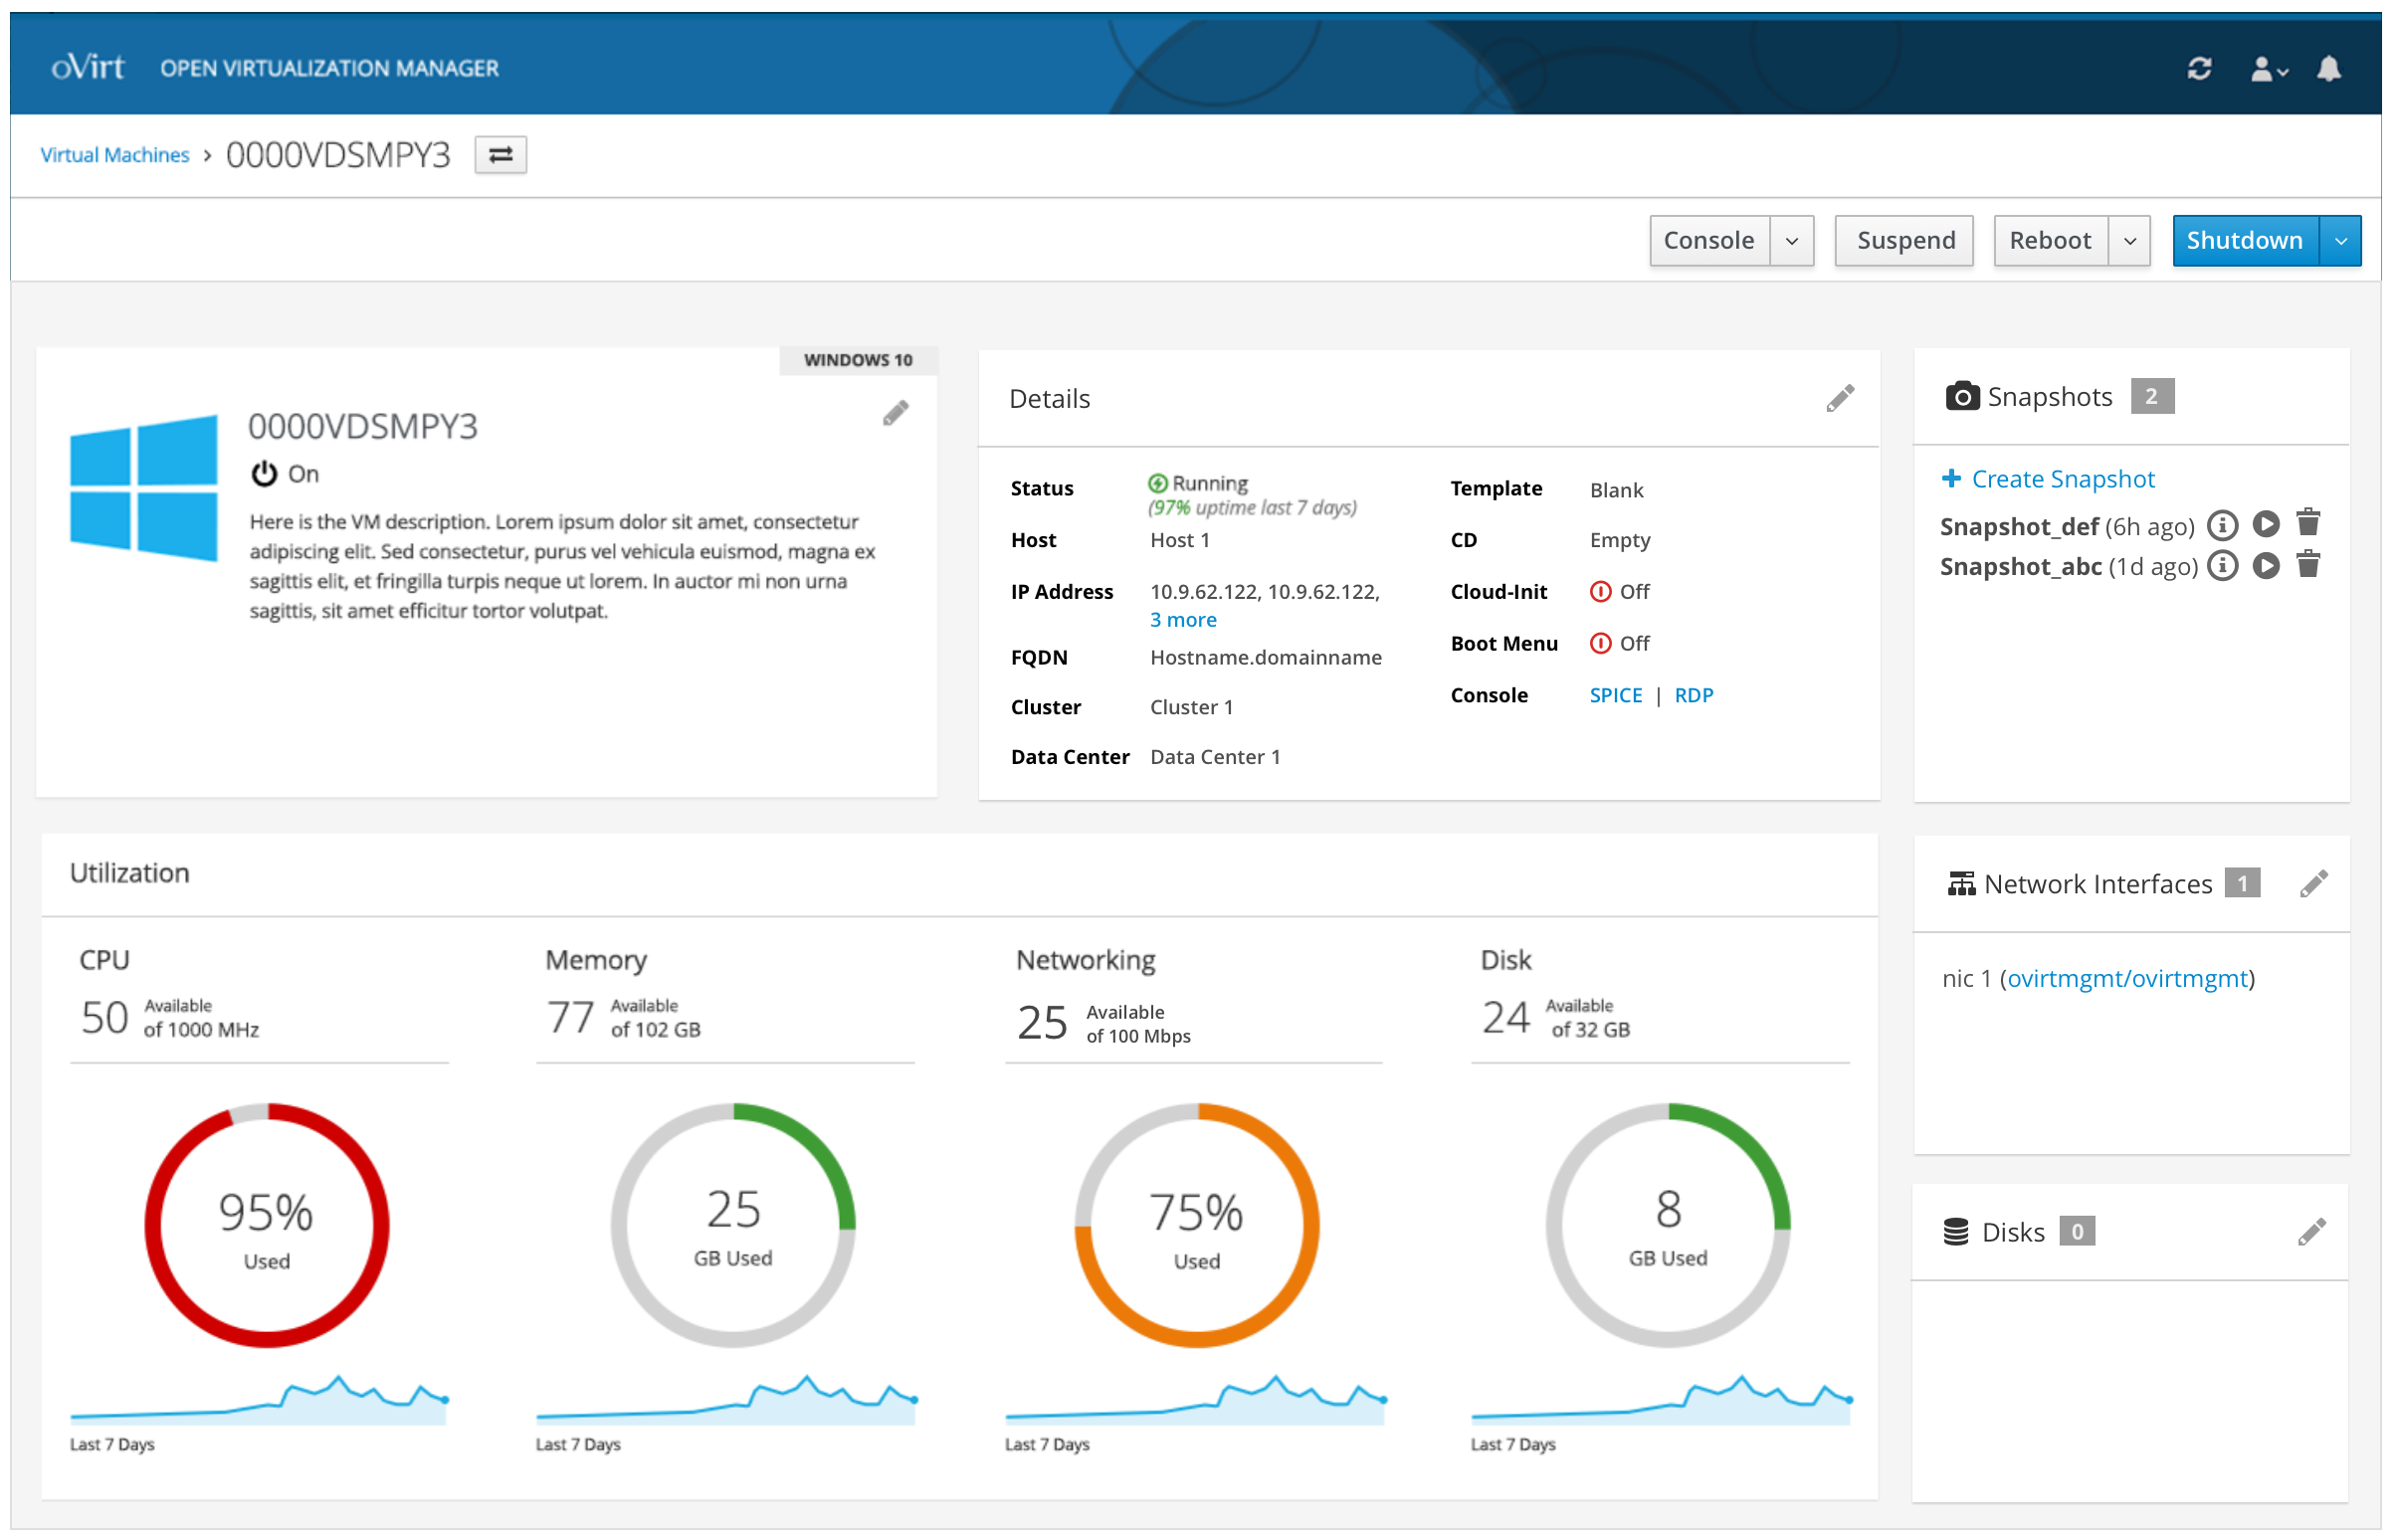 oVirt OPEN VIRTUALIZATION MANAGER
Virtual Machines > 0000VDSMPY3
Console Suspend Reboot Shutdown
WINDOWS 10
0000VDSMPY3
On
Here is the VM description. Lorem ipsum dolor sit amet, consectetur
adipiscing elit. Sed consectetur, purus vel vehicula euismod, magna ex
sagittis elit, et fringilla turpis neque ut lorem. In auctor mi non urna
sagittis, sit amet efficitur tortor volutpat.
Details
Status Running
(97% uptime last 7 days)
Host Host 1
IP Address 10.9.62.122, 10.9.62.122,
3 more
FQDN Hostname.domainname
Cluster Cluster 1
Data Center Data Center 1
Template Blank
CD Empty
Cloud-Init Off
Boot Menu Off
Console SPICE | RDP
Snapshots 2
Create Snapshot
Snapshot_def (6h ago)
Snapshot_abc (1d ago)
Utilization
CPU
50 Available
of 1000 MHz
95%
Used
Last 7 Days
Memory
77 Available
of 102 GB
25
GB Used
Last 7 Days
Networking
25 Available
of 100 Mbps
75%
Used
Last 7 Days
Disk
24 Available
of 32 GB
8
GB Used
Last 7 Days
Network Interfaces 1
nic 1 (ovirtmgmt/ovirtmgmt)
Disks 0